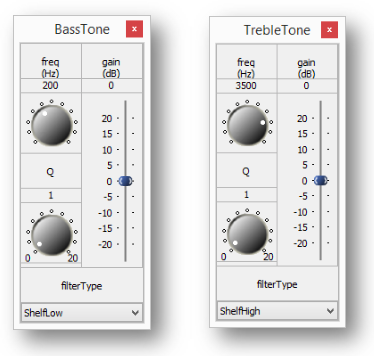 BassTone x
freq
(Hz)
gain
(dB)
200
0
20
15
10
5
0
-5
-10
-15
-20
Q
1
0
20
filterType
ShelfLow
TrebleTone x
freq
(Hz)
gain
(dB)
3500
0
20
15
10
5
0
-5
-10
-15
-20
Q
1
0
20
filterType
ShelfHigh